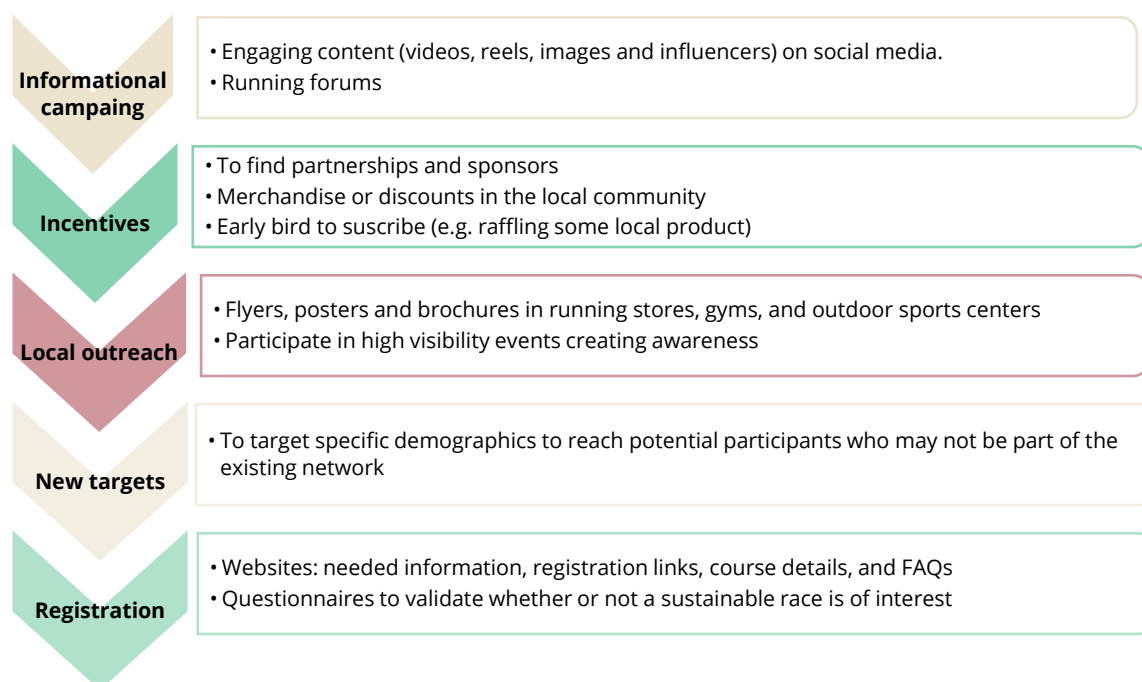 Informational
campaing
• Engaging content (videos, reels, images and influencers) on social media.
• Running forums
Incentives
• To find partnerships and sponsors
• Merchandise or discounts in the local community
• Early bird to suscribe (e.g. raffling some local product)
Local outreach
• Flyers, posters and brochures in running stores, gyms, and outdoor sports centers
• Participate in high visibility events creating awareness
New targets
• To target specific demographics to reach potential participants who may not be part of the
existing network
Registration
• Websites: needed information, registration links, course details, and FAQs
• Questionnaires to validate whether or not a sustainable race is of interest